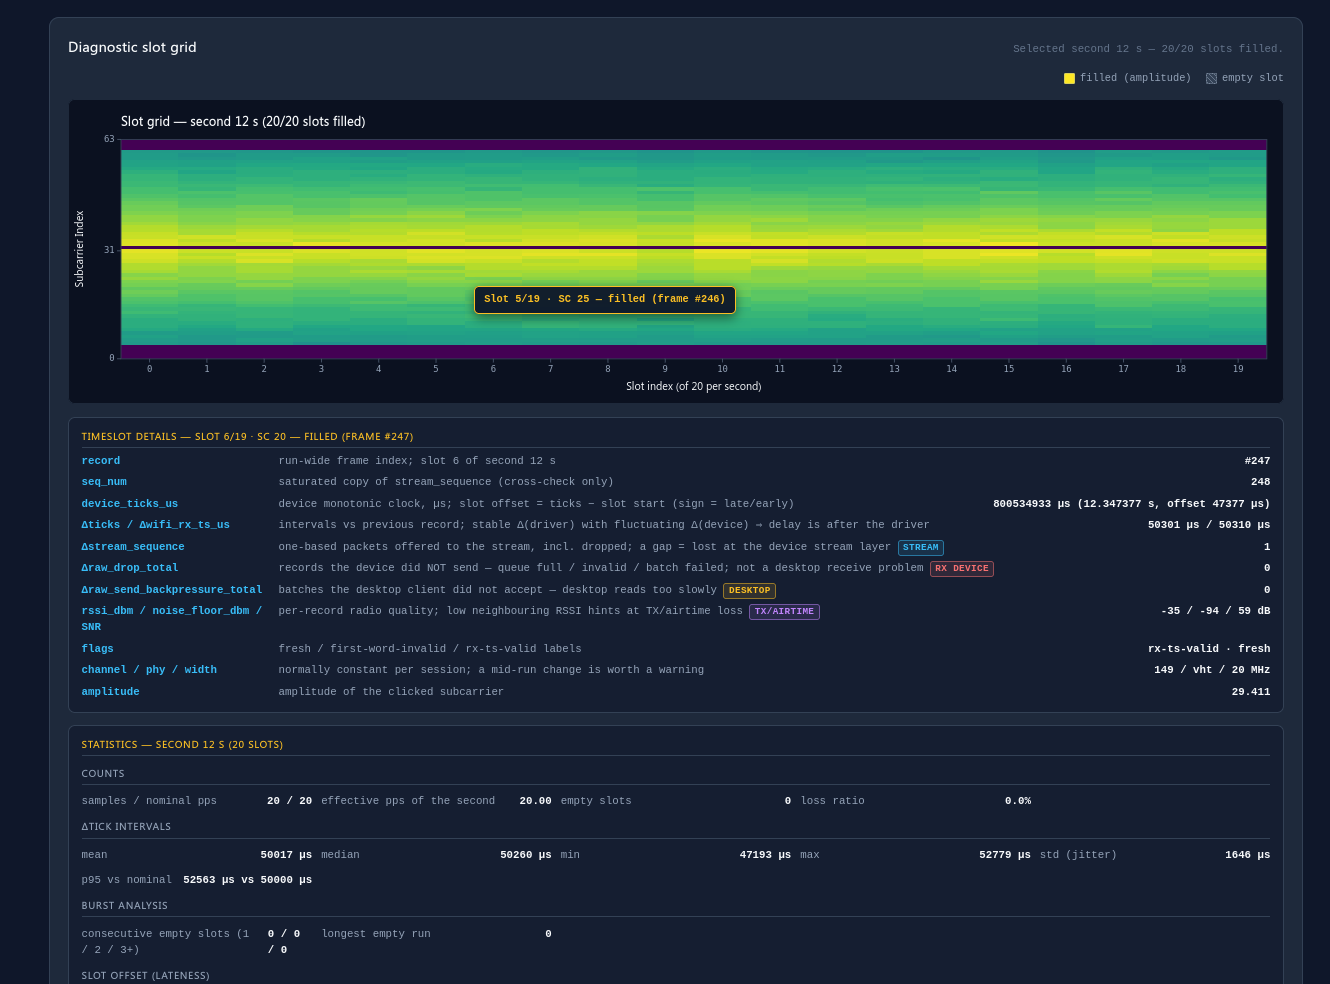 Diagnostic slot grid
Selected second 12 s — 20/20 slots filled.
filled (amplitude) empty slot
Slot grid — second 12 s (20/20 slots filled)
63
31
0
Subcarrier Index
Slot 5/19 · SC 25 — filled (frame #246)
0 1 2 3 4 5 6 7 8 9 10 11 12 13 14 15 16 17 18 19
Slot index (of 20 per second)
TIMESLOT DETAILS — SLOT 6/19 · SC 20 — FILLED (FRAME #247)
record run-wide frame index; slot 6 of second 12 s #247
seq_num saturated copy of stream_sequence (cross-check only) 248
device_ticks_us device monotonic clock, µs; slot offset = ticks − slot start (sign = late/early) 800534933 µs (12.347377 s, offset 47377 µs)
Δticks / Δwifi_rx_ts_us intervals vs previous record; stable Δ(driver) with fluctuating Δ(device) ⇒ delay is after the driver 50301 µs / 50310 µs
Δstream_sequence one-based packets offered to the stream, incl. dropped; a gap = lost at the device stream layer STREAM 1
Δraw_drop_total records the device did NOT send — queue full / invalid / batch failed; not a desktop receive problem RX DEVICE 0
Δraw_send_backpressure_total batches the desktop client did not accept — desktop reads too slowly DESKTOP 0
rssi_dbm / noise_floor_dbm / per-record radio quality; low neighbouring RSSI hints at TX/airtime loss TX/AIRTIME -35 / -94 / 59 dB
SNR
flags fresh / first-word-invalid / rx-ts-valid labels rx-ts-valid · fresh
channel / phy / width normally constant per session; a mid-run change is worth a warning 149 / vht / 20 MHz
amplitude amplitude of the clicked subcarrier 29.411
STATISTICS — SECOND 12 S (20 SLOTS)
COUNTS
samples / nominal pps 20 / 20 effective pps of the second 20.00 empty slots 0 loss ratio 0.0%
ΔTICK INTERVALS
mean 50017 µs median 50260 µs min 47193 µs max 52779 µs std (jitter) 1646 µs
p95 vs nominal 52563 µs vs 50000 µs
BURST ANALYSIS
consecutive empty slots (1 0 / 0 longest empty run 0
/ 2 / 3+) / 0
SLOT OFFSET (LATENESS)